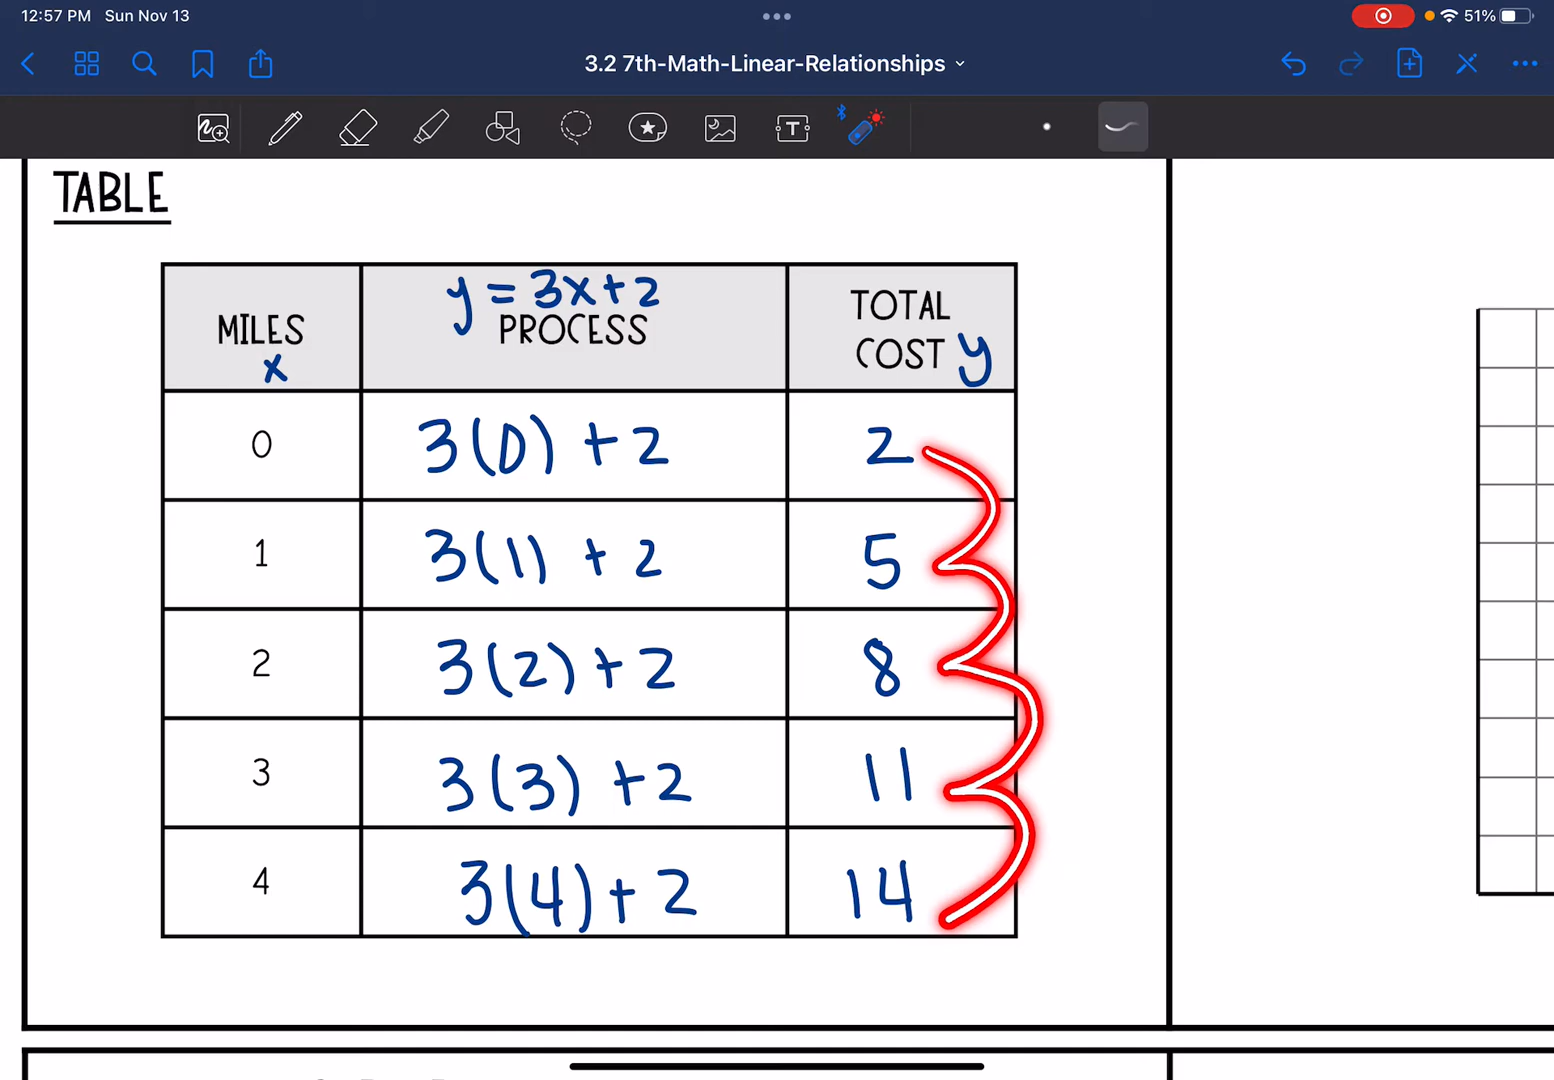 12:57 PM Sun Nov 13
51%
3.2 7th-Math-Linear-Relationships
T
TABLE
MILES x
y = 3x+2 PROCESS
TOTAL COST y
0 3(0) + 2 2
1 3(1) + 2 5
2 3(2) + 2 8
3 3(3) + 2 11
4 3(4) + 2 14